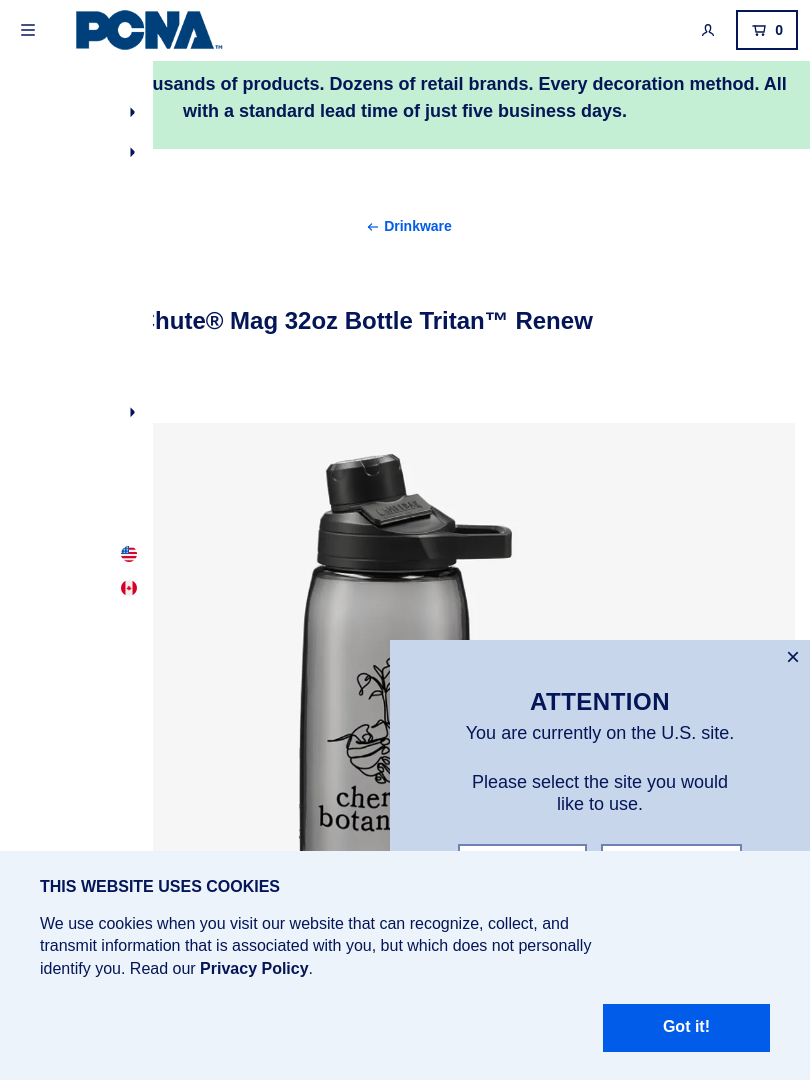 PCNA™
0
usands of products. Dozens of retail brands. Every decoration method. All
with a standard lead time of just five business days.
← Drinkware
Chute® Mag 32oz Bottle Tritan™ Renew
CAMELBAK
ATTENTION
You are currently on the U.S. site.
Please select the site you would
like to use.
cher
botan
THIS WEBSITE USES COOKIES
We use cookies when you visit our website that can recognize, collect, and
transmit information that is associated with you, but which does not personally
identify you. Read our Privacy Policy.
Got it!